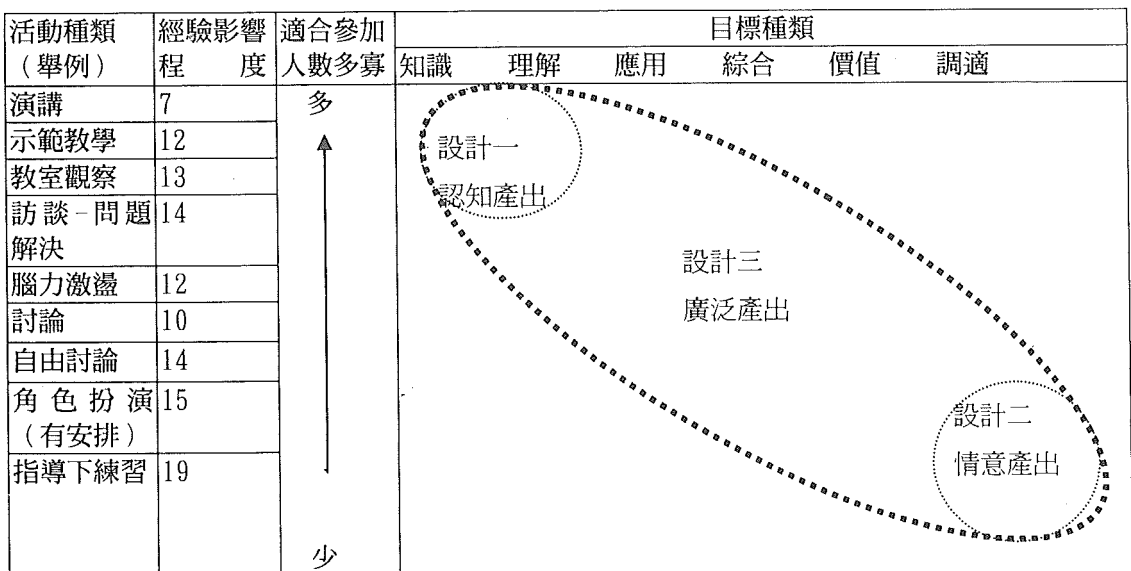 活動種類
（舉例）
經驗影響
程　　度
適合參加
人數多寡
目標種類
知識　理解　應用　綜合　價值　調適
演講 7
示範教學 12
教室觀察 13
訪談-問題 14
解決
腦力激盪 12
討論 10
自由討論 14
角色扮演 15
（有安排）
指導下練習 19
多
少
設計一
認知產出
設計三
廣泛產出
設計二
情意產出